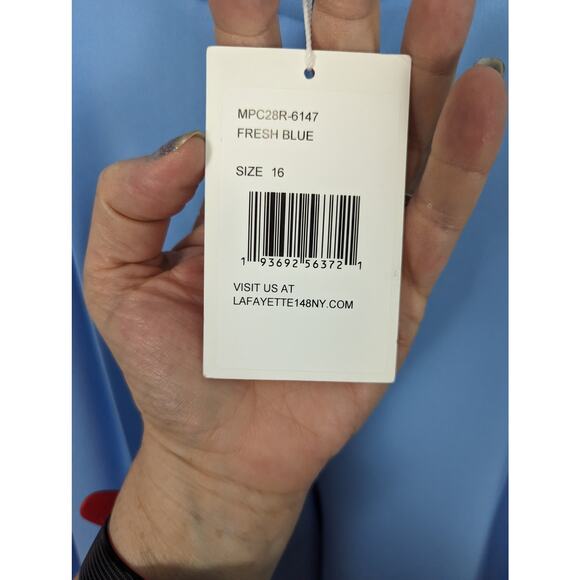 MPC28R-6147
FRESH BLUE
SIZE 16
1 93692 56372 1
VISIT US AT
LAFAYETTE148NY.COM